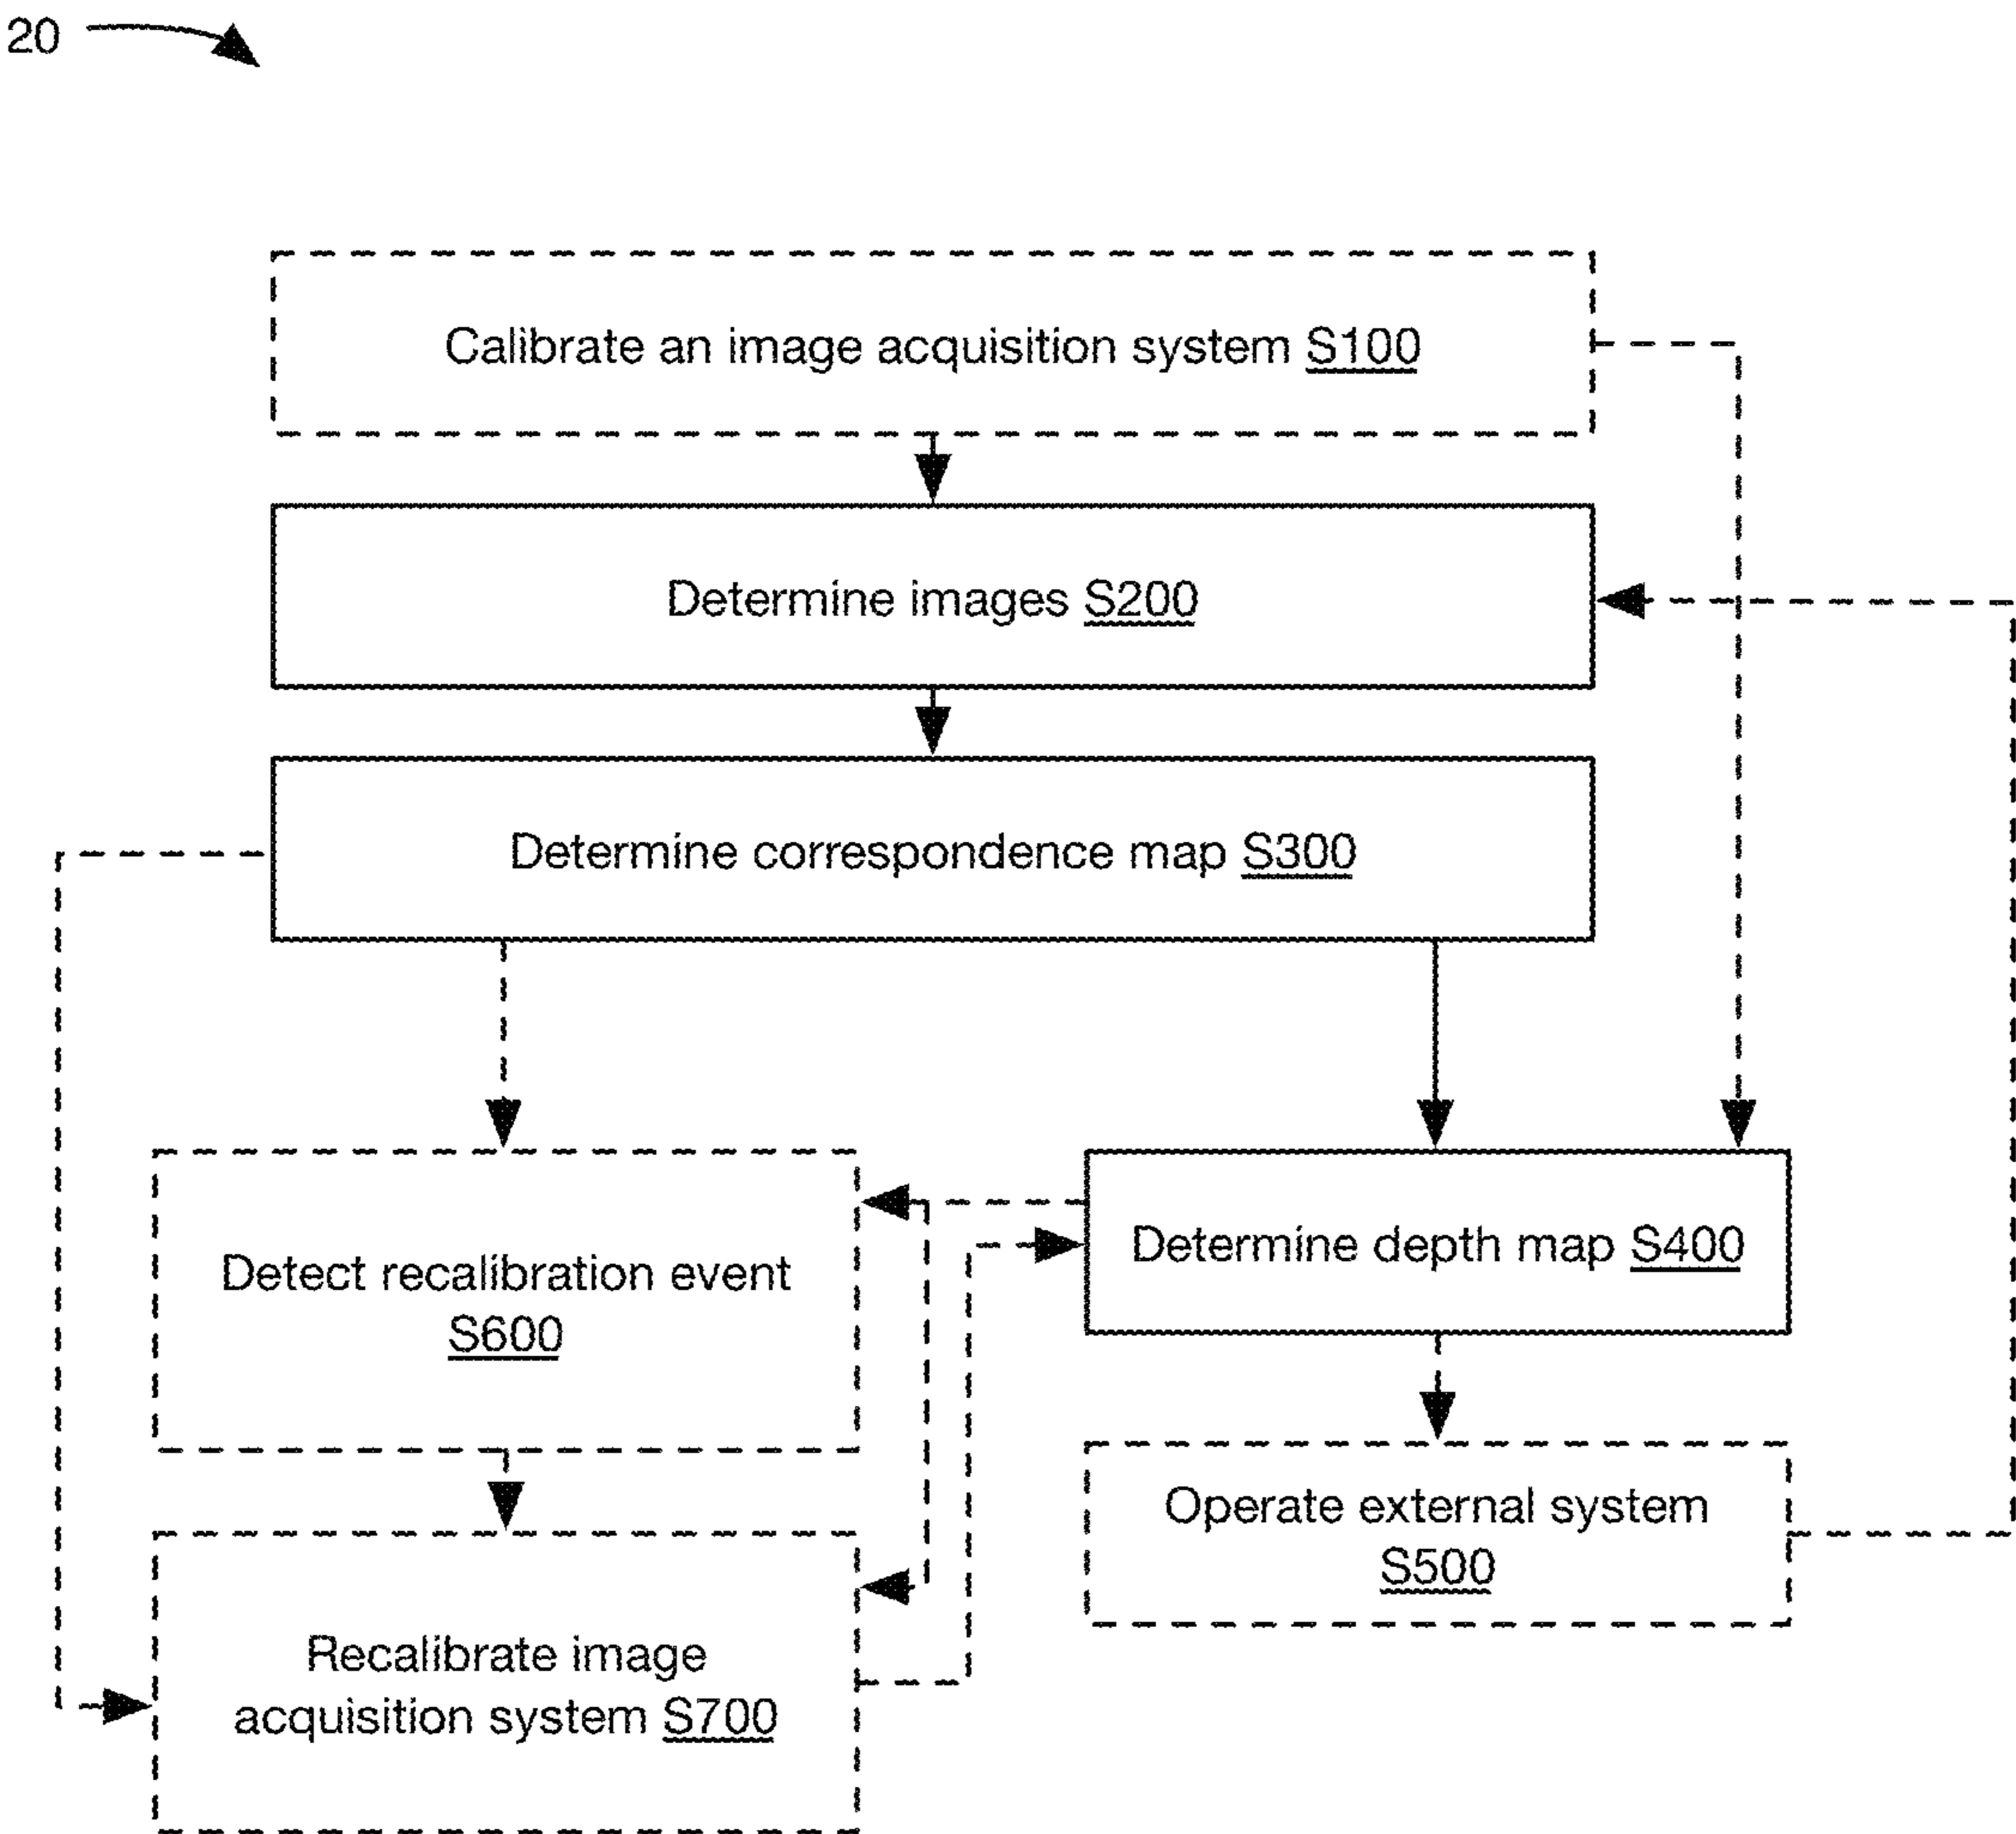 20
Calibrate an image acquisition system S100
Determine images S200
Determine correspondence map S300
Detect recalibration event
S600
Determine depth map S400
Operate external system
S500
Recalibrate image
acquisition system S700